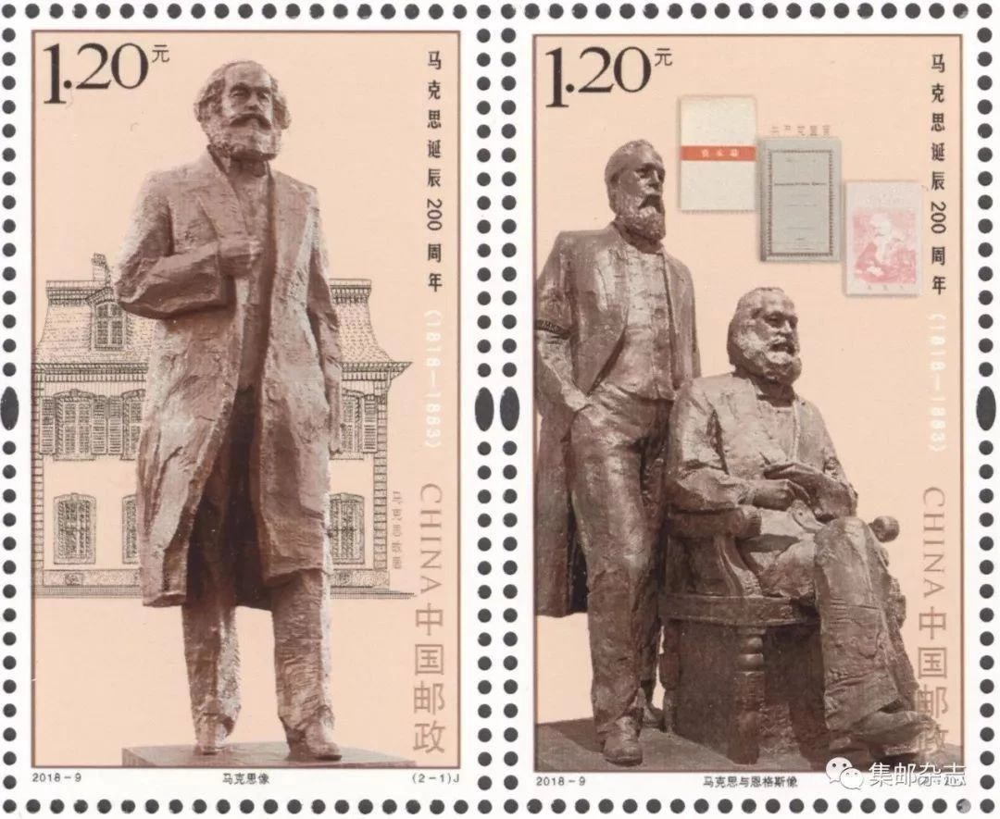 1.20元
马克思诞辰200周年
(1818—1883)
马克思故居
CHINA
中国邮政
2018-9
马克思像
(2-1)J
1.20元
马克思诞辰200周年
(1818—1883)
资本论
共产党宣言
CHINA
中国邮政
2018-9
马克思与恩格斯像
集邮杂志